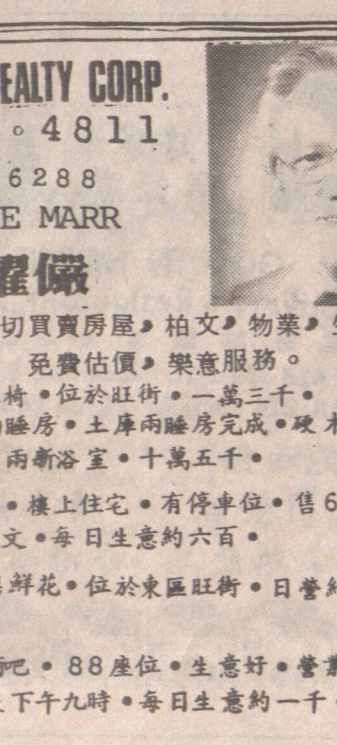 EALTY CORP.
。4811
6288
E MARR
儼
切買賣房屋，柏文，物業，
免費估價，樂意服務。
椅•位於旺街•一萬三千•
睡房•土庫兩睡房完成•硬木
兩新浴室•十萬五千•
•樓上住宅•有停車位•售6
文•每日生意約六百•
鮮花•位於東區旺街•日營約
吧•88座位•生意好•營業
下午九時•每日生意約一千•